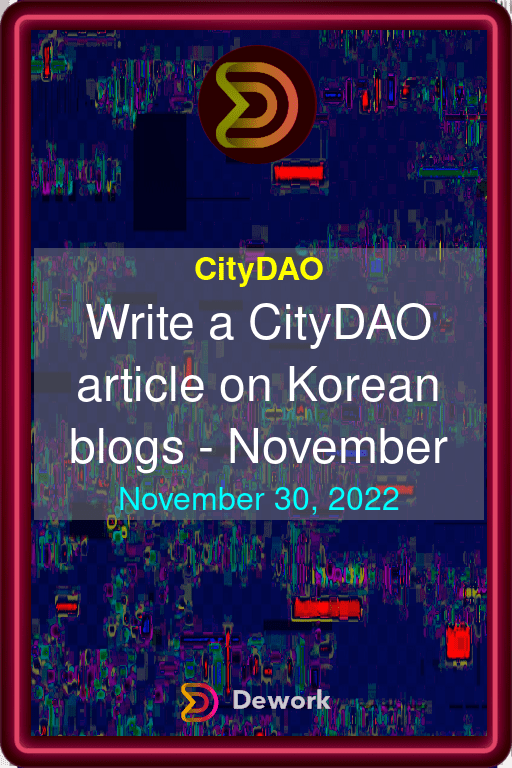 CityDAO
Write a CityDAO
article on Korean
blogs - November
November 30, 2022
Dework